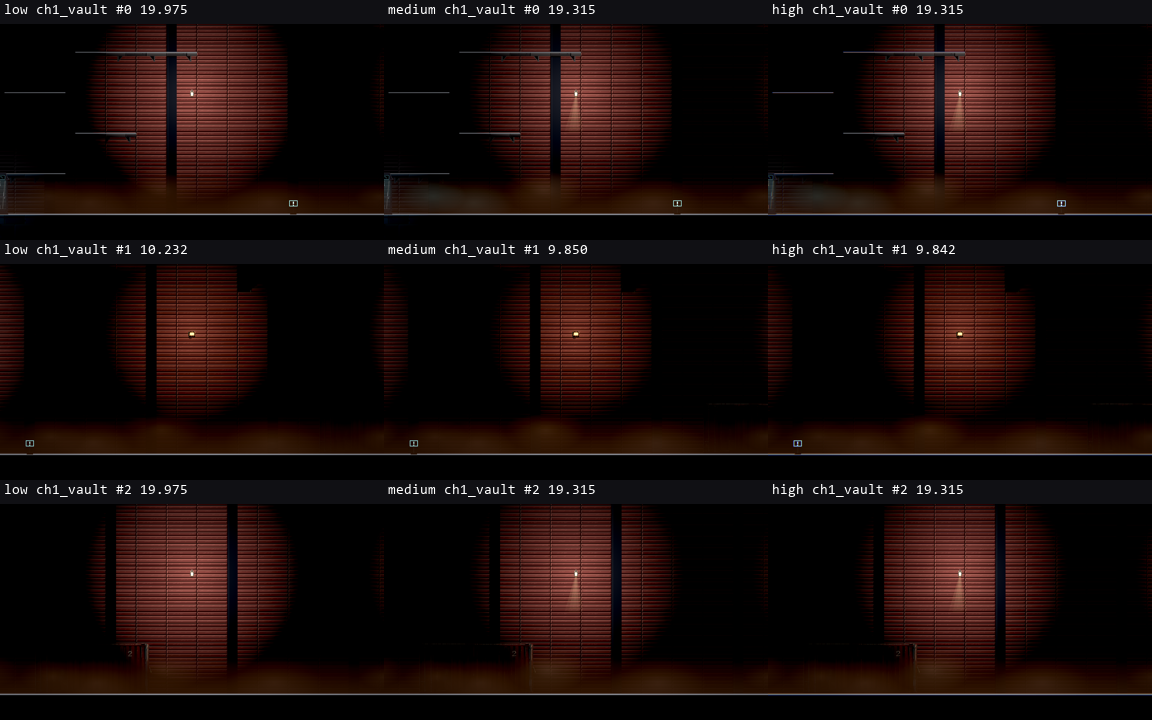 low ch1_vault #0 19.975
medium ch1_vault #0 19.315
high ch1_vault #0 19.315
low ch1_vault #1 10.232
medium ch1_vault #1 9.850
high ch1_vault #1 9.842
low ch1_vault #2 19.975
medium ch1_vault #2 19.315
high ch1_vault #2 19.315